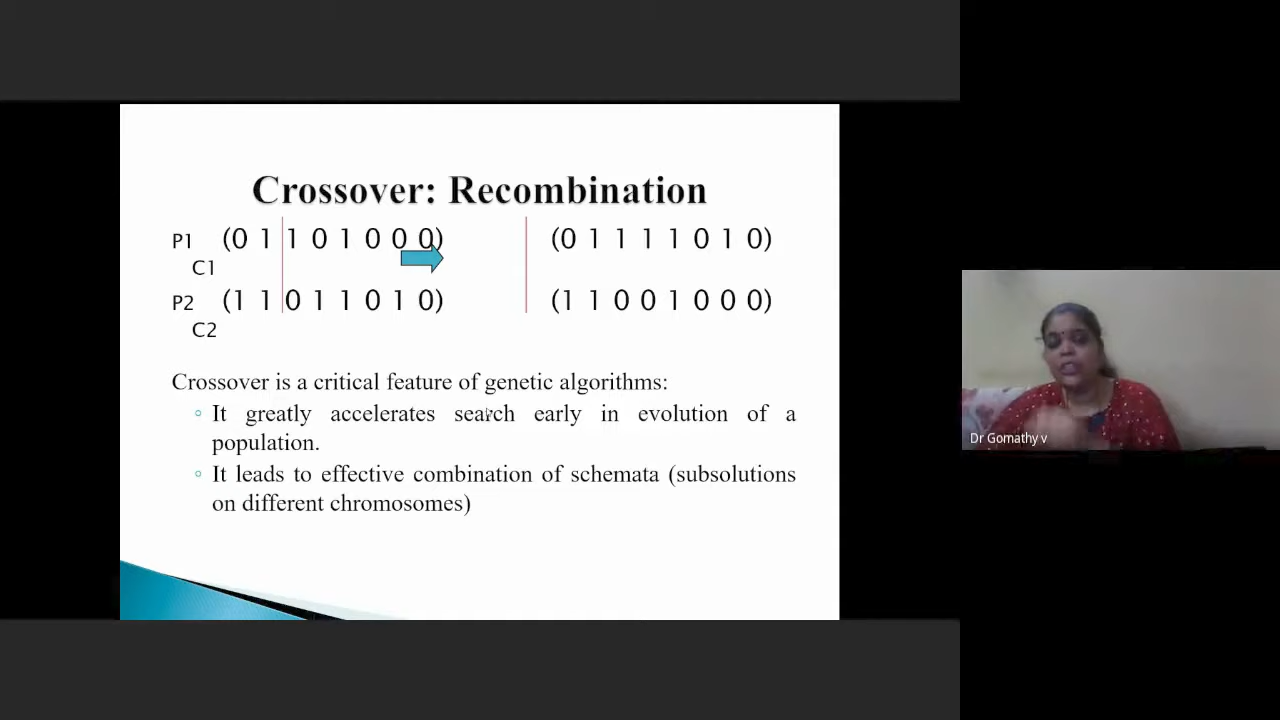 Crossover: Recombination
P1 (0 1 1 0 1 0 0 0) (0 1 1 1 1 0 1 0)
C1
P2 (1 1 0 1 1 0 1 0) (1 1 0 0 1 0 0 0)
C2
Crossover is a critical feature of genetic algorithms:
It greatly accelerates search early in evolution of a
population.
It leads to effective combination of schemata (subsolutions
on different chromosomes)
Dr Gomathy v